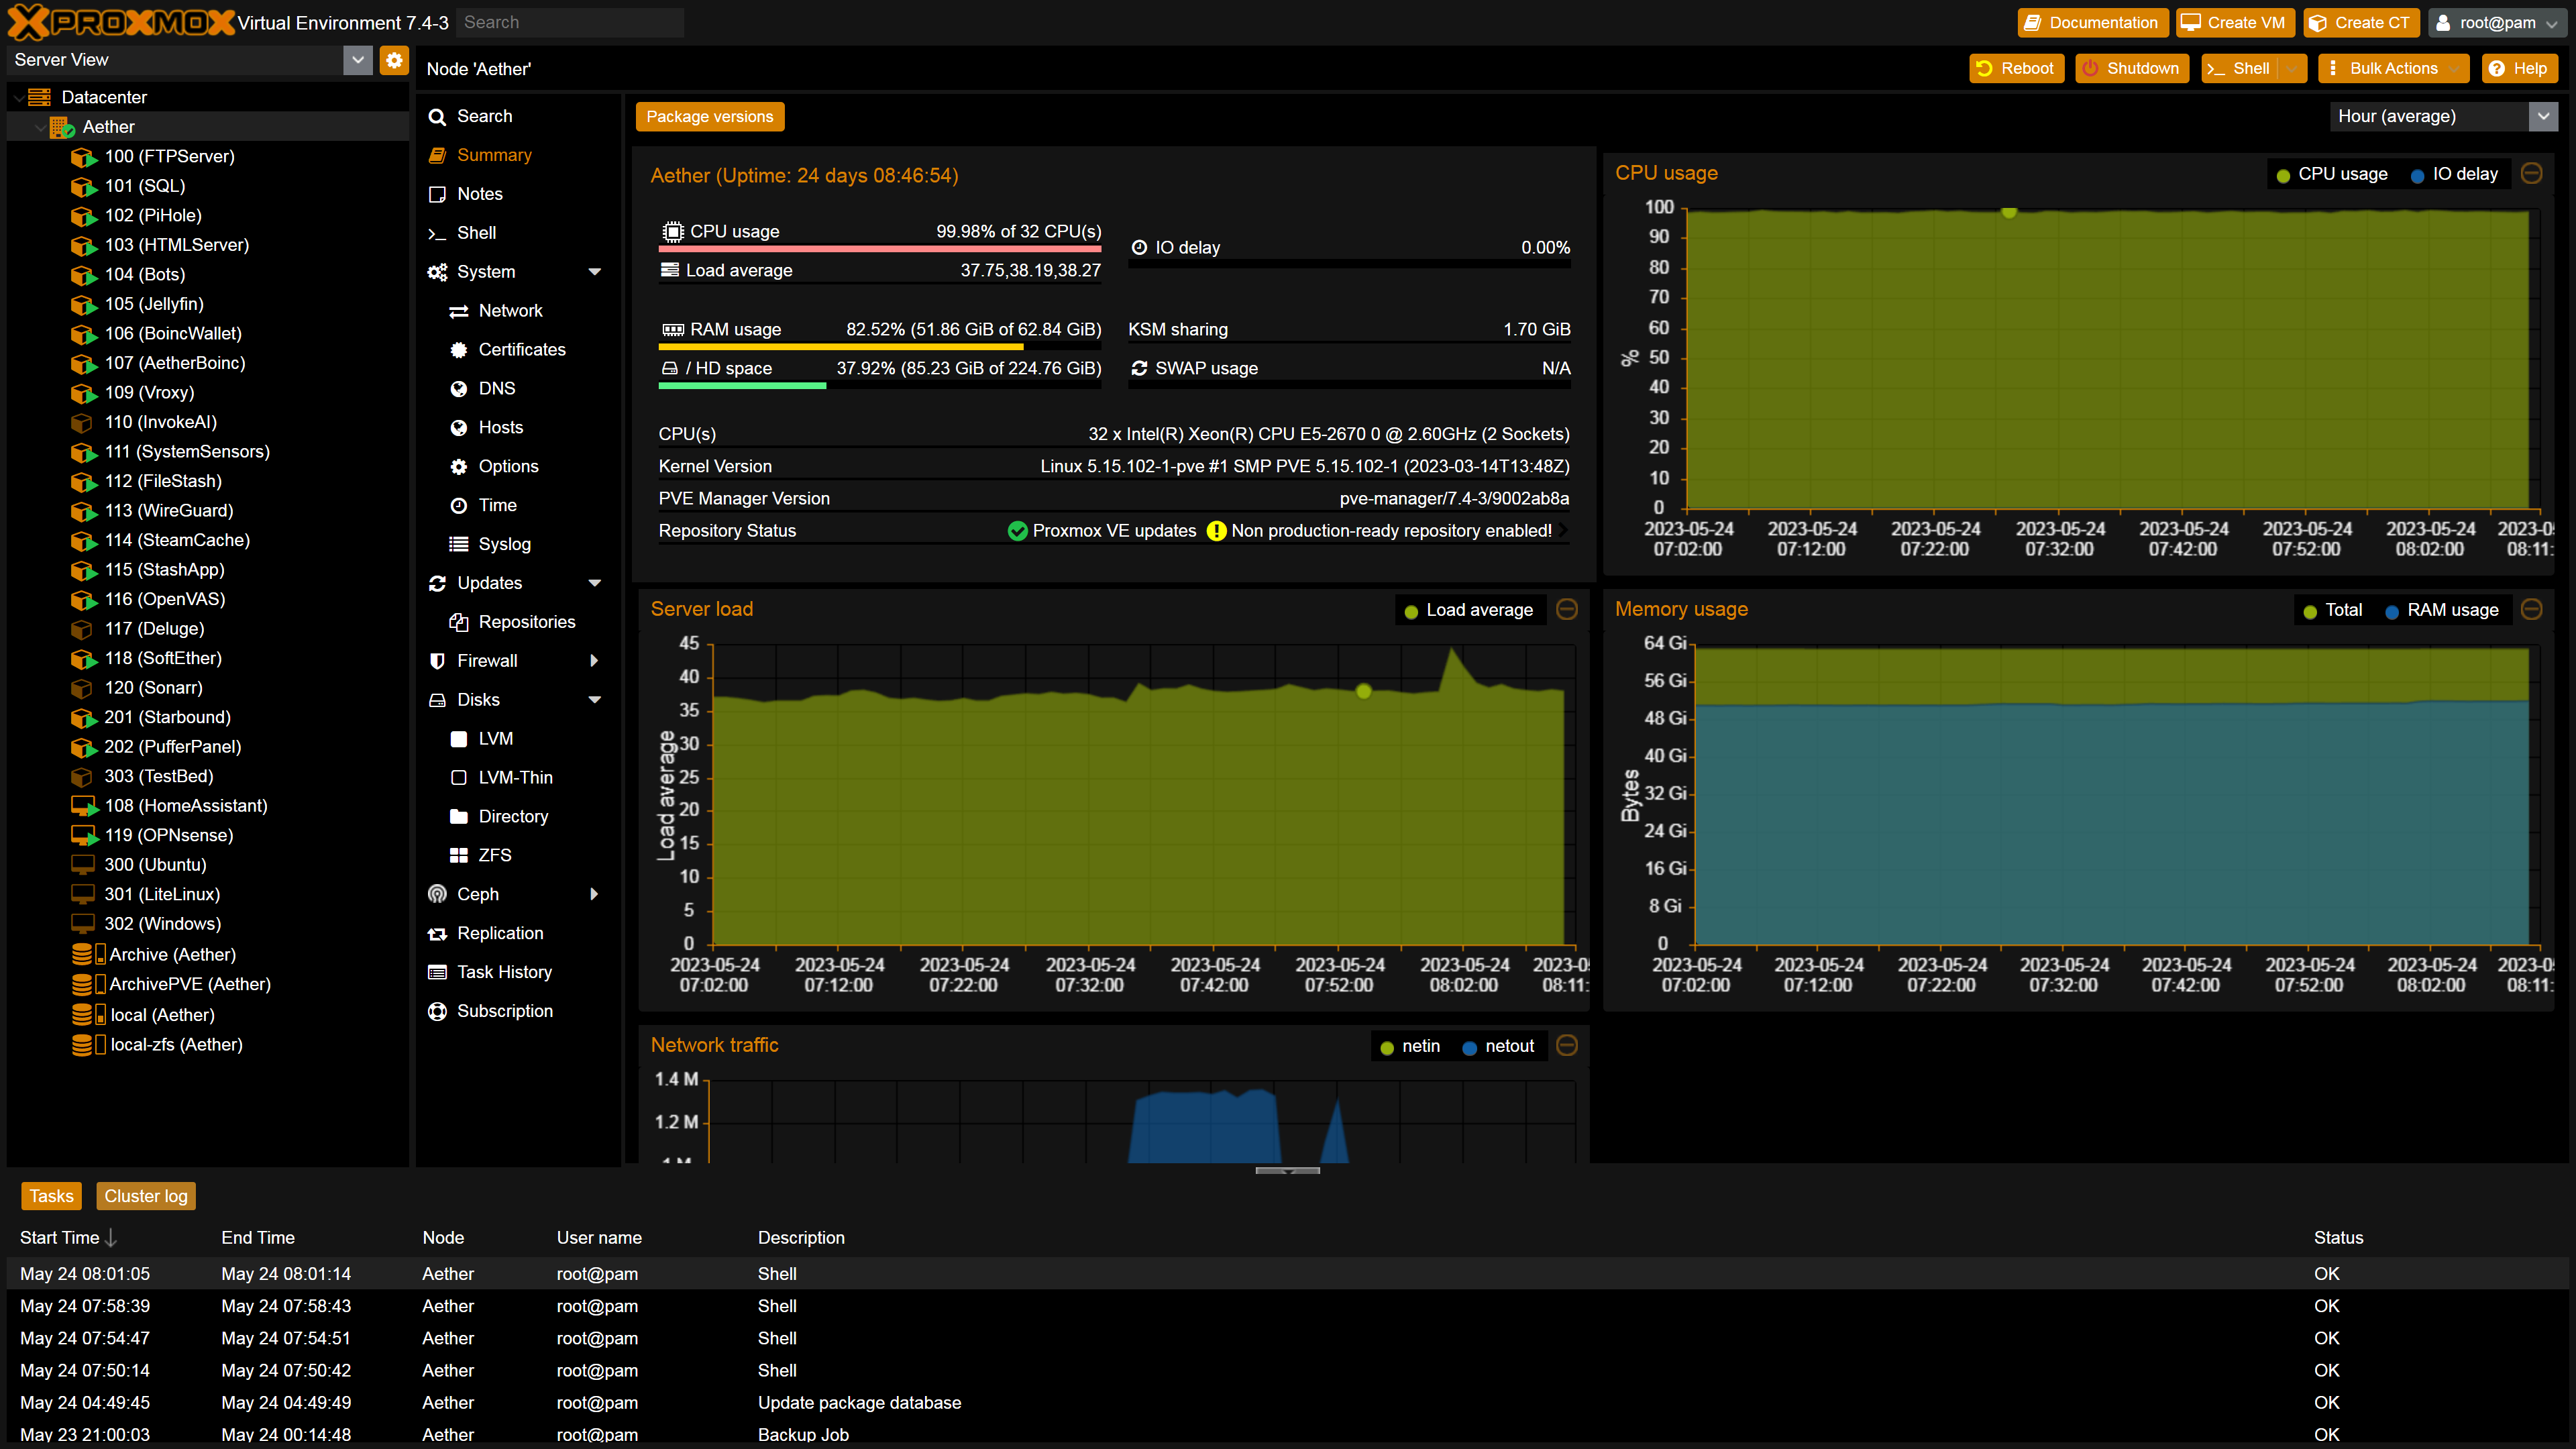 PROXMOX Virtual Environment 7.4-3 Search
Documentation Create VM Create CT root@pam
Server View
Node 'Aether'
Reboot Shutdown Shell Bulk Actions Help
Datacenter
Aether
100 (FTPServer)
101 (SQL)
102 (PiHole)
103 (HTMLServer)
104 (Bots)
105 (Jellyfin)
106 (BoincWallet)
107 (AetherBoinc)
109 (Vroxy)
110 (InvokeAI)
111 (SystemSensors)
112 (FileStash)
113 (WireGuard)
114 (SteamCache)
115 (StashApp)
116 (OpenVAS)
117 (Deluge)
118 (SoftEther)
120 (Sonarr)
201 (Starbound)
202 (PufferPanel)
303 (TestBed)
108 (HomeAssistant)
119 (OPNsense)
300 (Ubuntu)
301 (LiteLinux)
302 (Windows)
Archive (Aether)
ArchivePVE (Aether)
local (Aether)
local-zfs (Aether)
Search
Summary
Notes
Shell
System
Network
Certificates
DNS
Hosts
Options
Time
Syslog
Updates
Repositories
Firewall
Disks
LVM
LVM-Thin
Directory
ZFS
Ceph
Replication
Task History
Subscription
Package versions
Hour (average)
Aether (Uptime: 24 days 08:46:54)
CPU usage 99.98% of 32 CPU(s)
Load average 37.75,38.19,38.27
IO delay 0.00%
RAM usage 82.52% (51.86 GiB of 62.84 GiB)
KSM sharing 1.70 GiB
/ HD space 37.92% (85.23 GiB of 224.76 GiB)
SWAP usage N/A
CPU(s) 32 x Intel(R) Xeon(R) CPU E5-2670 0 @ 2.60GHz (2 Sockets)
Kernel Version Linux 5.15.102-1-pve #1 SMP PVE 5.15.102-1 (2023-03-14T13:48Z)
PVE Manager Version pve-manager/7.4-3/9002ab8a
Repository Status Proxmox VE updates Non production-ready repository enabled!
CPU usage
CPU usage IO delay
100
90
80
70
60
50
40
30
20
10
0
%
2023-05-24 2023-05-24 2023-05-24 2023-05-24 2023-05-24 2023-05-24 2023-05-24 2023-0
07:02:00 07:12:00 07:22:00 07:32:00 07:42:00 07:52:00 08:02:00 08:11:
Server load
Load average
45
40
35
30
25
20
15
10
5
0
Load average
2023-05-24 2023-05-24 2023-05-24 2023-05-24 2023-05-24 2023-05-24 2023-05-24 2023-0
07:02:00 07:12:00 07:22:00 07:32:00 07:42:00 07:52:00 08:02:00 08:11:
Memory usage
Total RAM usage
64 Gi
56 Gi
48 Gi
40 Gi
32 Gi
24 Gi
16 Gi
8 Gi
0
Bytes
2023-05-24 2023-05-24 2023-05-24 2023-05-24 2023-05-24 2023-05-24 2023-05-24 2023-0
07:02:00 07:12:00 07:22:00 07:32:00 07:42:00 07:52:00 08:02:00 08:11:
Network traffic
netin netout
1.4 M
1.2 M
1 M
Tasks Cluster log
Start Time End Time Node User name Description Status
May 24 08:01:05 May 24 08:01:14 Aether root@pam Shell OK
May 24 07:58:39 May 24 07:58:43 Aether root@pam Shell OK
May 24 07:54:47 May 24 07:54:51 Aether root@pam Shell OK
May 24 07:50:14 May 24 07:50:42 Aether root@pam Shell OK
May 24 04:49:45 May 24 04:49:49 Aether root@pam Update package database OK
May 23 21:00:03 May 24 00:14:48 Aether root@pam Backup Job OK